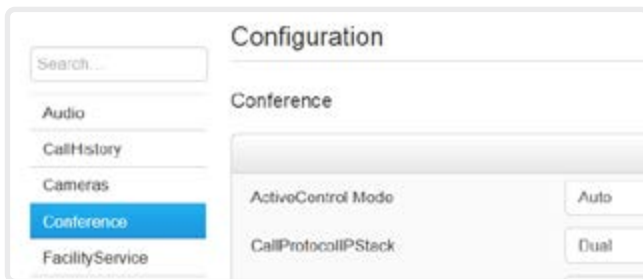 Configuration
Search...
Audio
CallHistory
Cameras
Conference
FacilityService
Conference
ActiveControl Mode
Auto
CallProtocolIPStack
Dual